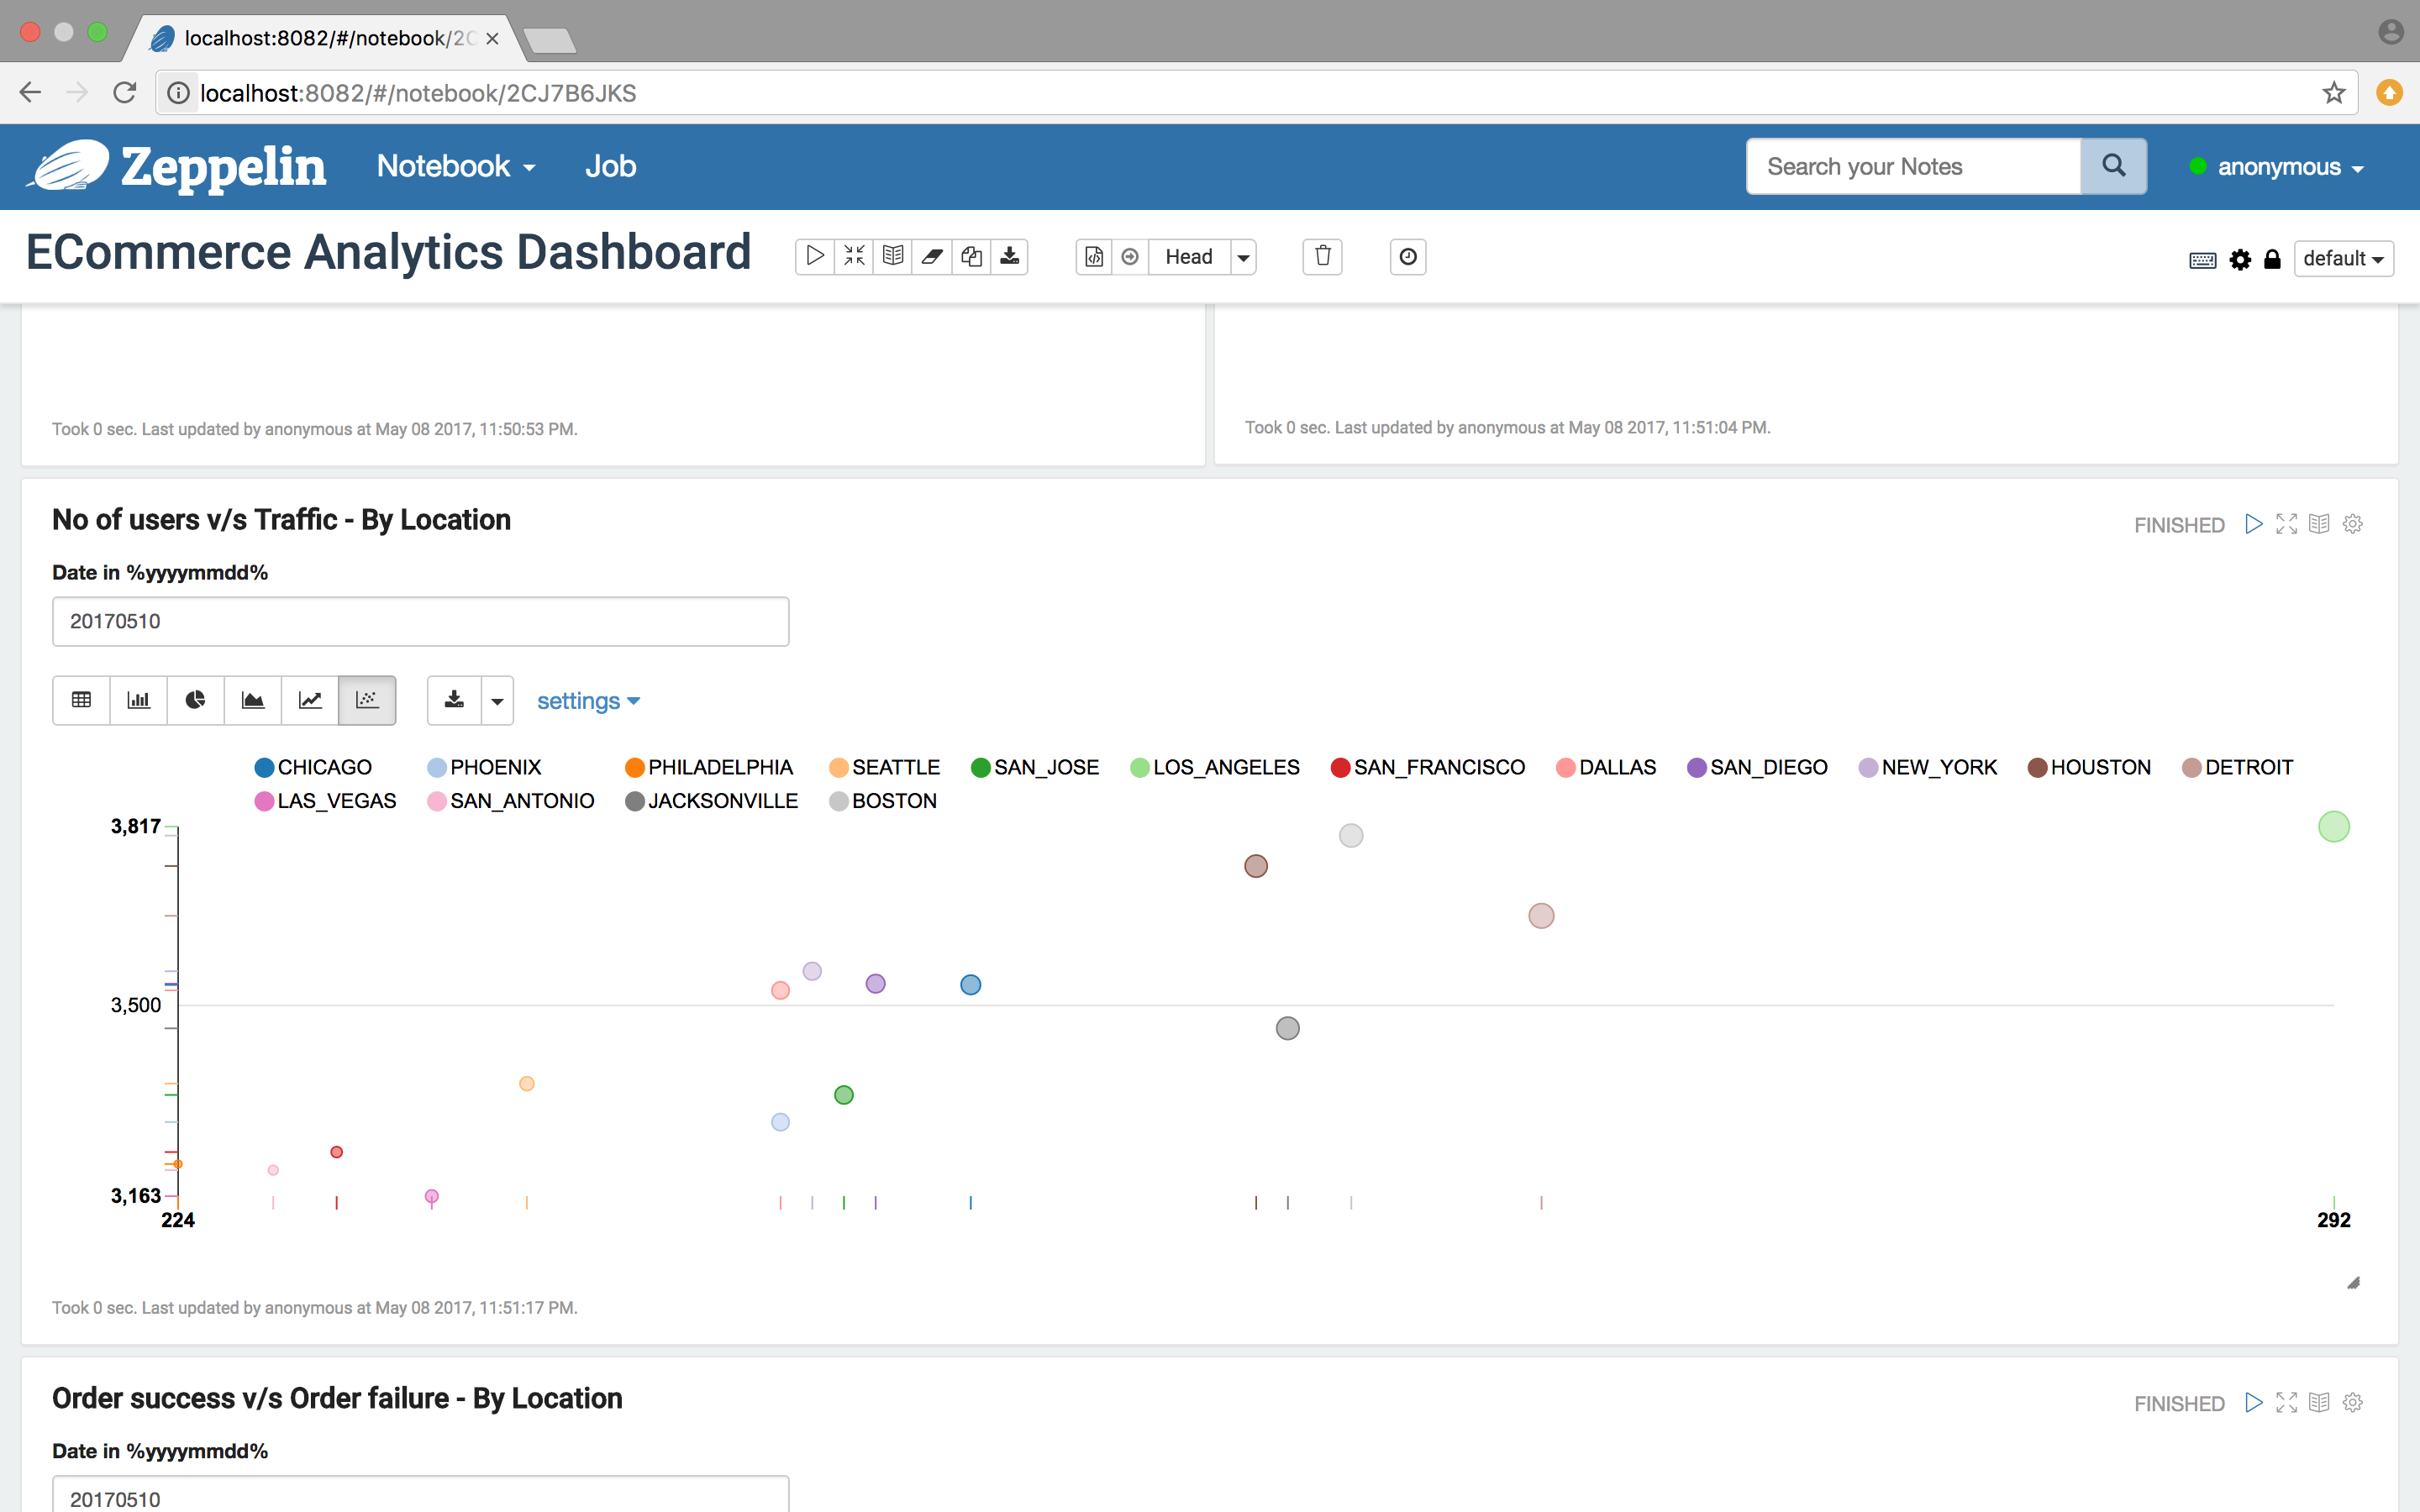 localhost:8082/#/notebook/2C
localhost:8082/#/notebook/2CJ7B6JKS
Zeppelin Notebook Job Search your Notes anonymous
ECommerce Analytics Dashboard Head default
Took 0 sec. Last updated by anonymous at May 08 2017, 11:50:53 PM.
Took 0 sec. Last updated by anonymous at May 08 2017, 11:51:04 PM.
No of users v/s Traffic - By Location
FINISHED
Date in %yyyymmdd%
20170510
settings
CHICAGO PHOENIX PHILADELPHIA SEATTLE SAN_JOSE LOS_ANGELES SAN_FRANCISCO DALLAS SAN_DIEGO NEW_YORK HOUSTON DETROIT
LAS_VEGAS SAN_ANTONIO JACKSONVILLE BOSTON
3,817
3,500
3,163
224 292
Took 0 sec. Last updated by anonymous at May 08 2017, 11:51:17 PM.
Order success v/s Order failure - By Location
FINISHED
Date in %yyyymmdd%
20170510